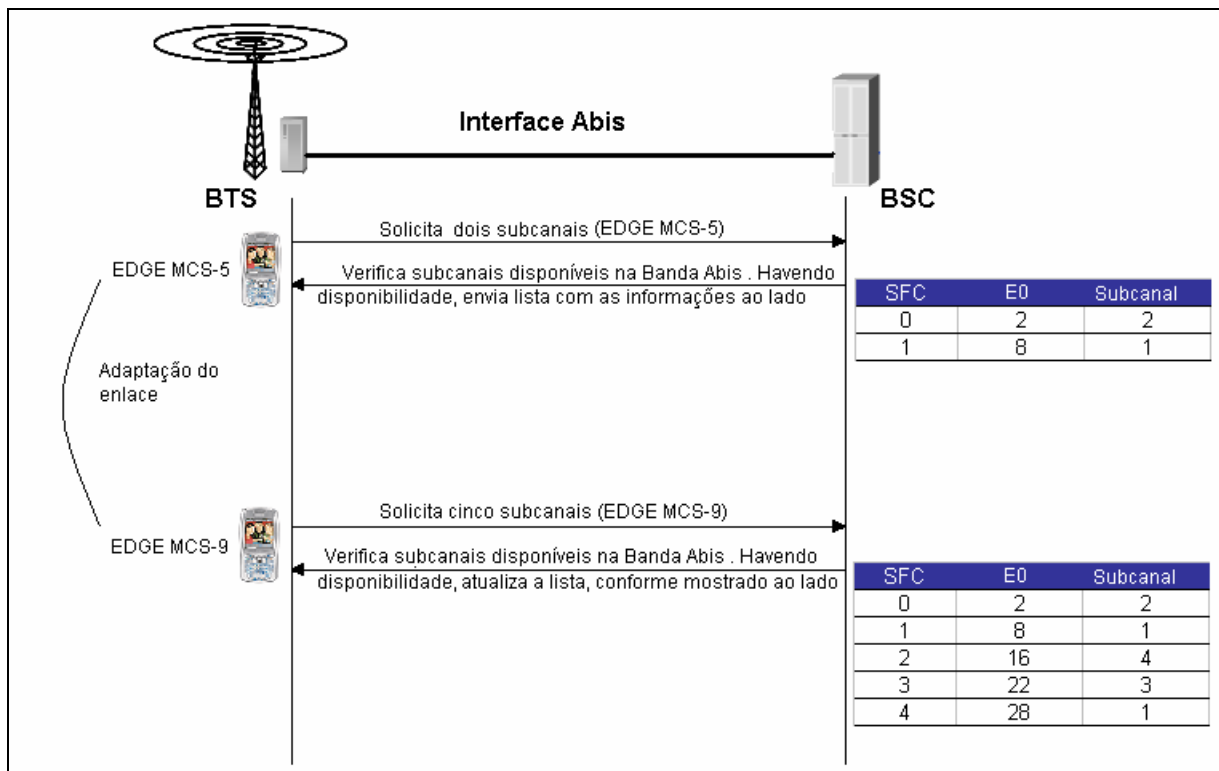 Interface Abis
BTS
BSC
Solicita dois subcanais (EDGE MCS-5)
EDGE MCS-5
Verifica subcanais disponíveis na Banda Abis . Havendo
disponibilidade, envia lista com as informações ao lado
SFC E0 Subcanal
0 2 2
1 8 1
Adaptação do
enlace
Solicita cinco subcanais (EDGE MCS-9)
EDGE MCS-9
Verifica subcanais disponíveis na Banda Abis . Havendo
disponibilidade, atualiza a lista, conforme mostrado ao lado
SFC E0 Subcanal
0 2 2
1 8 1
2 16 4
3 22 3
4 28 1